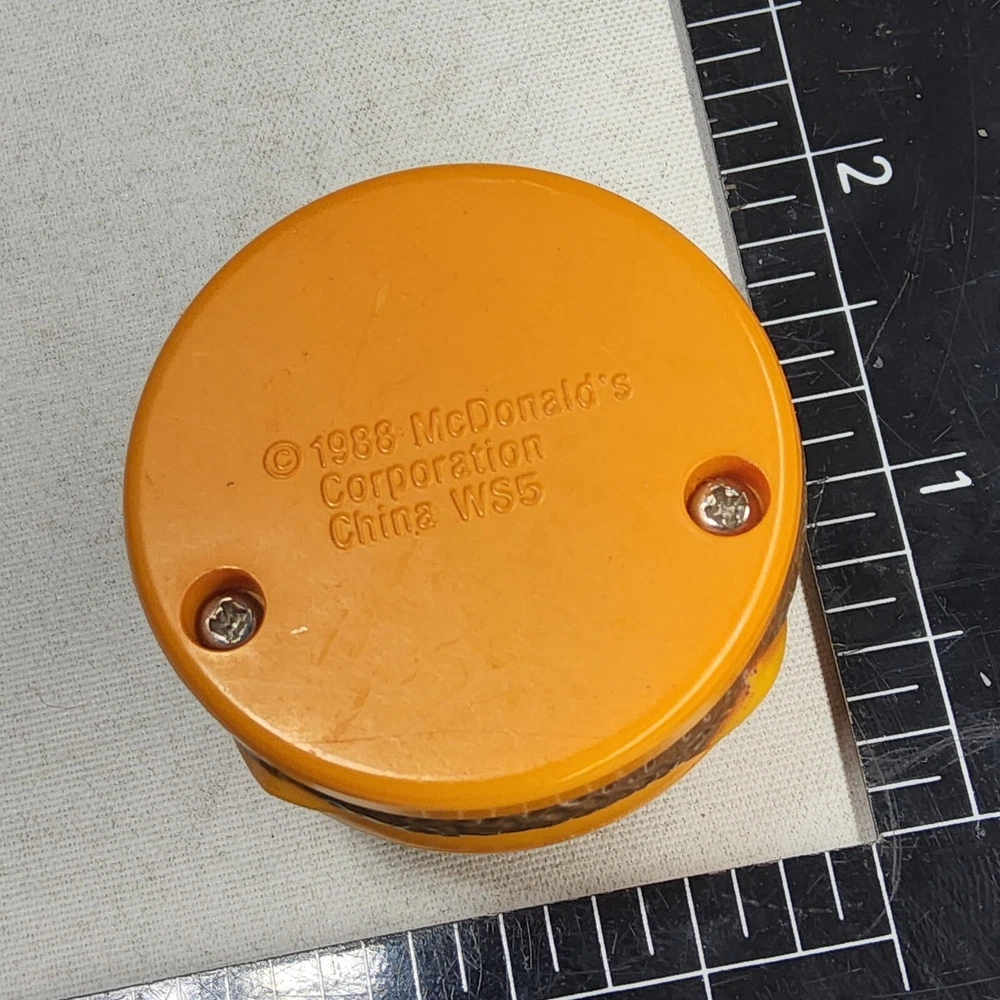 © 1988 McDonald's
Corporation
China WS5
2
1